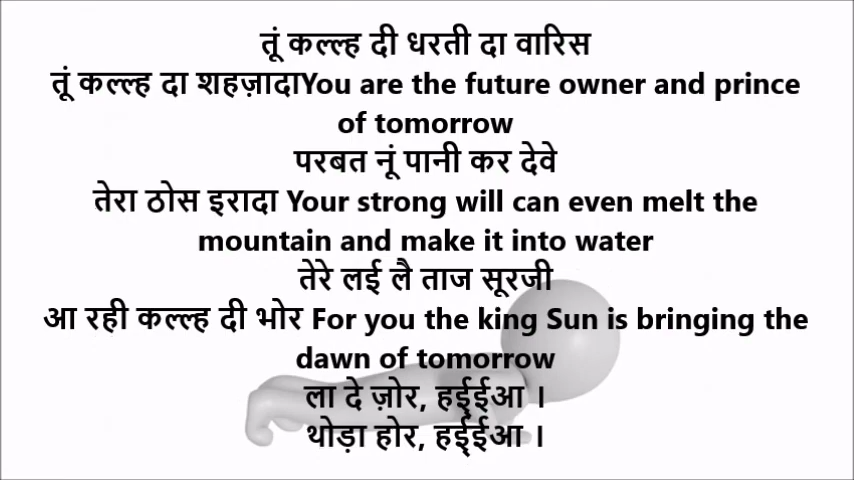 तूं कल्ल्ह दी धरती दा वारिस
तूं कल्ल्ह दा शहज़ादाYou are the future owner and prince
of tomorrow
परबत नूं पानी कर देवे
तेरा ठोस इरादा Your strong will can even melt the
mountain and make it into water
तेरे लई लै ताज सूरजी
आ रही कल्ल्ह दी भोर For you the king Sun is bringing the
dawn of tomorrow
ला दे ज़ोर, हईईआ ।
थोड़ा होर, हईईआ ।